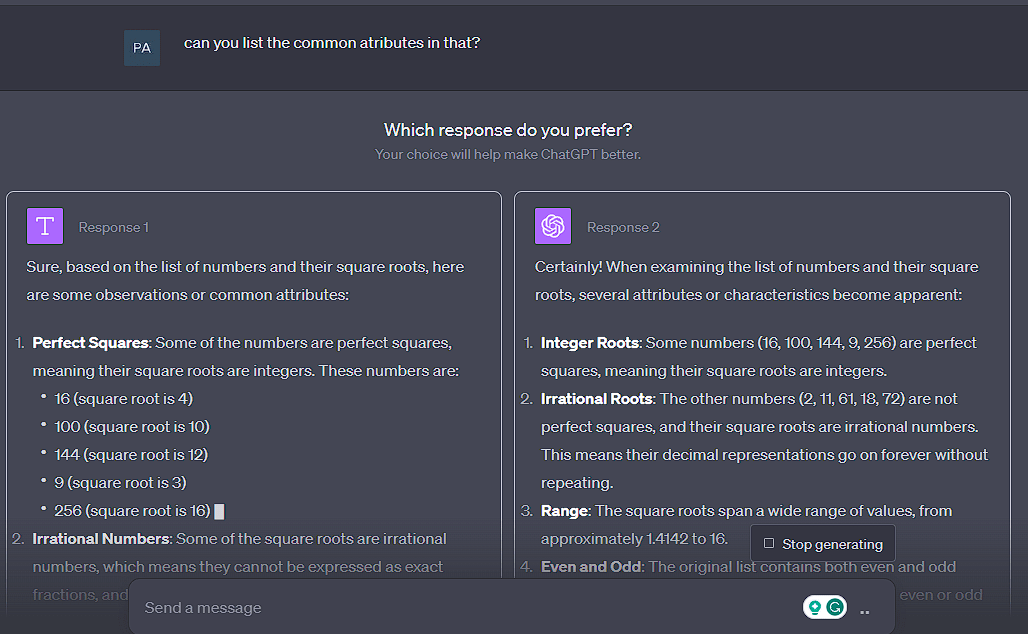 PA
can you list the common atributes in that?
Which response do you prefer?
Your choice will help make ChatGPT better.
T
Response 1
Sure, based on the list of numbers and their square roots, here
are some observations or common attributes:
1. Perfect Squares: Some of the numbers are perfect squares,
meaning their square roots are integers. These numbers are:
• 16 (square root is 4)
• 100 (square root is 10)
• 144 (square root is 12)
• 9 (square root is 3)
• 256 (square root is 16)
2. Irrational Numbers: Some of the square roots are irrational
numbers, which means they cannot be expressed as exact
fractions, and
Response 2
Certainly! When examining the list of numbers and their square
roots, several attributes or characteristics become apparent:
1. Integer Roots: Some numbers (16, 100, 144, 9, 256) are perfect
squares, meaning their square roots are integers.
2. Irrational Roots: The other numbers (2, 11, 61, 18, 72) are not
perfect squares, and their square roots are irrational numbers.
This means their decimal representations go on forever without
repeating.
3. Range: The square roots span a wide range of values, from
approximately 1.4142 to 16.
4. Even and Odd: The original list contains both even and odd
even or odd
Stop generating
Send a message